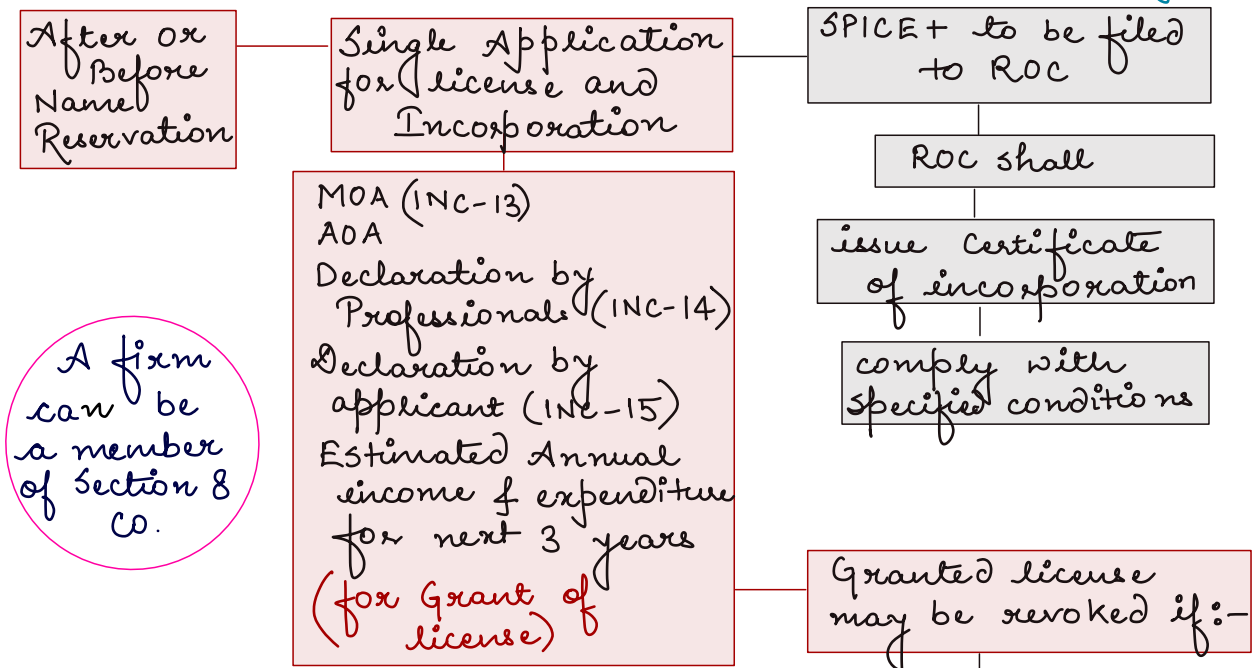 After or
Before
Name
Reservation
Single Application
for license and
Incorporation
SPICE+ to be filed
to ROC
ROC shall
issue Certificate
of incorporation
comply with
specified conditions
MOA (INC-13)
AOA
Declaration by
Professionals (INC-14)
Declaration by
applicant (INC-15)
Estimated Annual
income & expenditure
for next 3 years
(for Grant of
license)
A firm
can be
a member
of Section 8
Co.
Granted license
may be revoked if:-